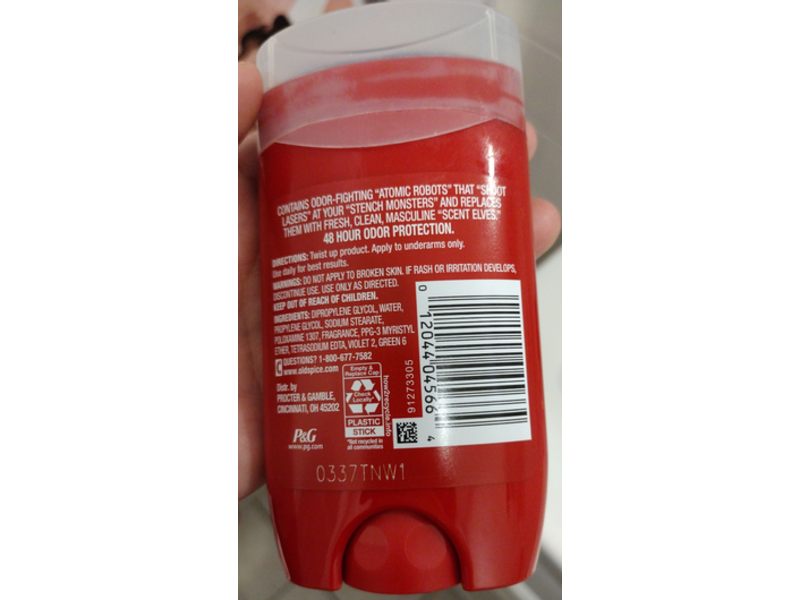 CONTAINS ODOR-FIGHTING "ATOMIC ROBOTS" THAT "SHOOT
LASERS" AT YOUR "STENCH MONSTERS" AND REPLACES
THEM WITH FRESH, CLEAN, MASCULINE "SCENT ELVES."
48 HOUR ODOR PROTECTION.
DIRECTIONS: Twist up product. Apply to underarms only.
Use daily for best results.
WARNINGS: DO NOT APPLY TO BROKEN SKIN. IF RASH OR IRRITATION DEVELOPS,
DISCONTINUE USE. USE ONLY AS DIRECTED.
KEEP OUT OF REACH OF CHILDREN.
INGREDIENTS: DIPROPYLENE GLYCOL, WATER,
PROPYLENE GLYCOL, SODIUM STEARATE,
POLOXAMINE 1307, FRAGRANCE, PPG-3 MYRISTYL
ETHER, TETRASODIUM EDTA, VIOLET 2, GREEN 6
QUESTIONS? 1-800-677-7582
www.oldspice.com
Distr. by
PROCTER & GAMBLE,
CINCINNATI, OH 45202
P&G
www.pg.com
Empty &
Replace Cap
Check
Locally*
PLASTIC
STICK
*Not recycled in
all communities
how2recycle.info
91273305
0 12044 04566 4
0337TNW1